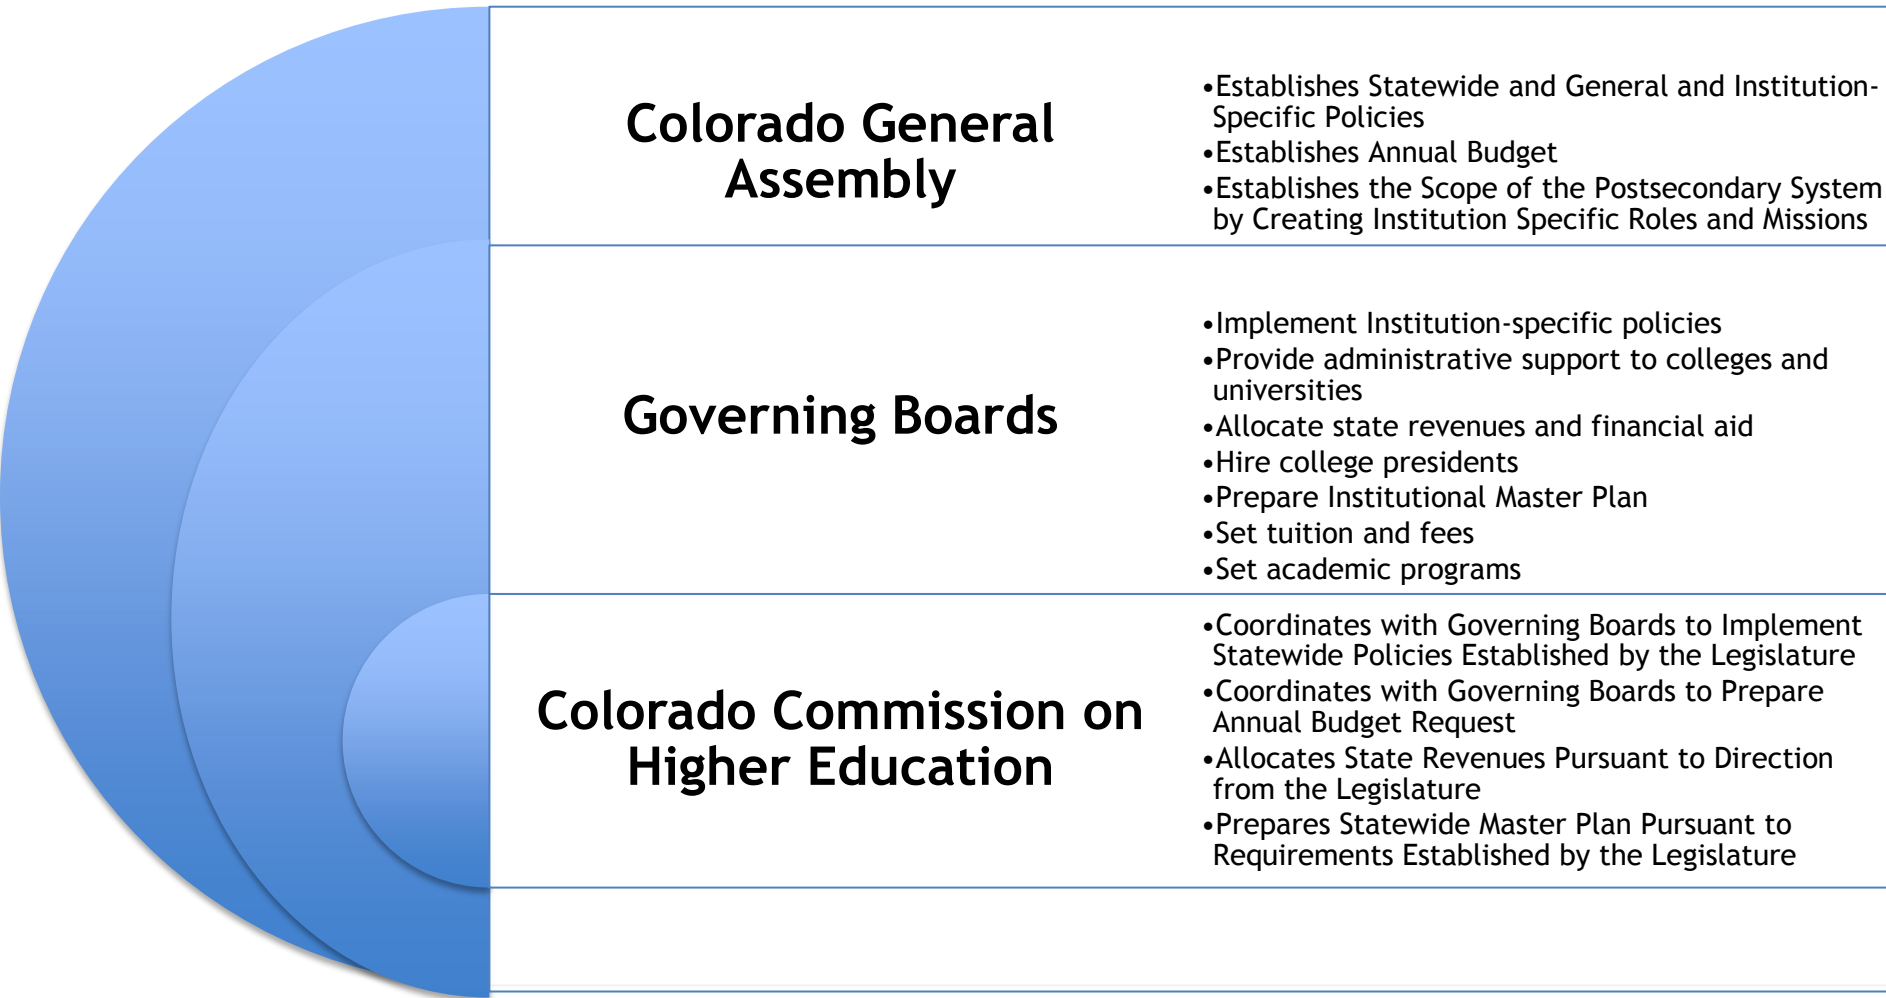 Colorado General
Assembly
•Establishes Statewide and General and Institution-
Specific Policies
•Establishes Annual Budget
•Establishes the Scope of the Postsecondary System
by Creating Institution Specific Roles and Missions
Governing Boards
•Implement Institution-specific policies
•Provide administrative support to colleges and
universities
•Allocate state revenues and financial aid
•Hire college presidents
•Prepare Institutional Master Plan
•Set tuition and fees
•Set academic programs
Colorado Commission on
Higher Education
•Coordinates with Governing Boards to Implement
Statewide Policies Established by the Legislature
•Coordinates with Governing Boards to Prepare
Annual Budget Request
•Allocates State Revenues Pursuant to Direction
from the Legislature
•Prepares Statewide Master Plan Pursuant to
Requirements Established by the Legislature